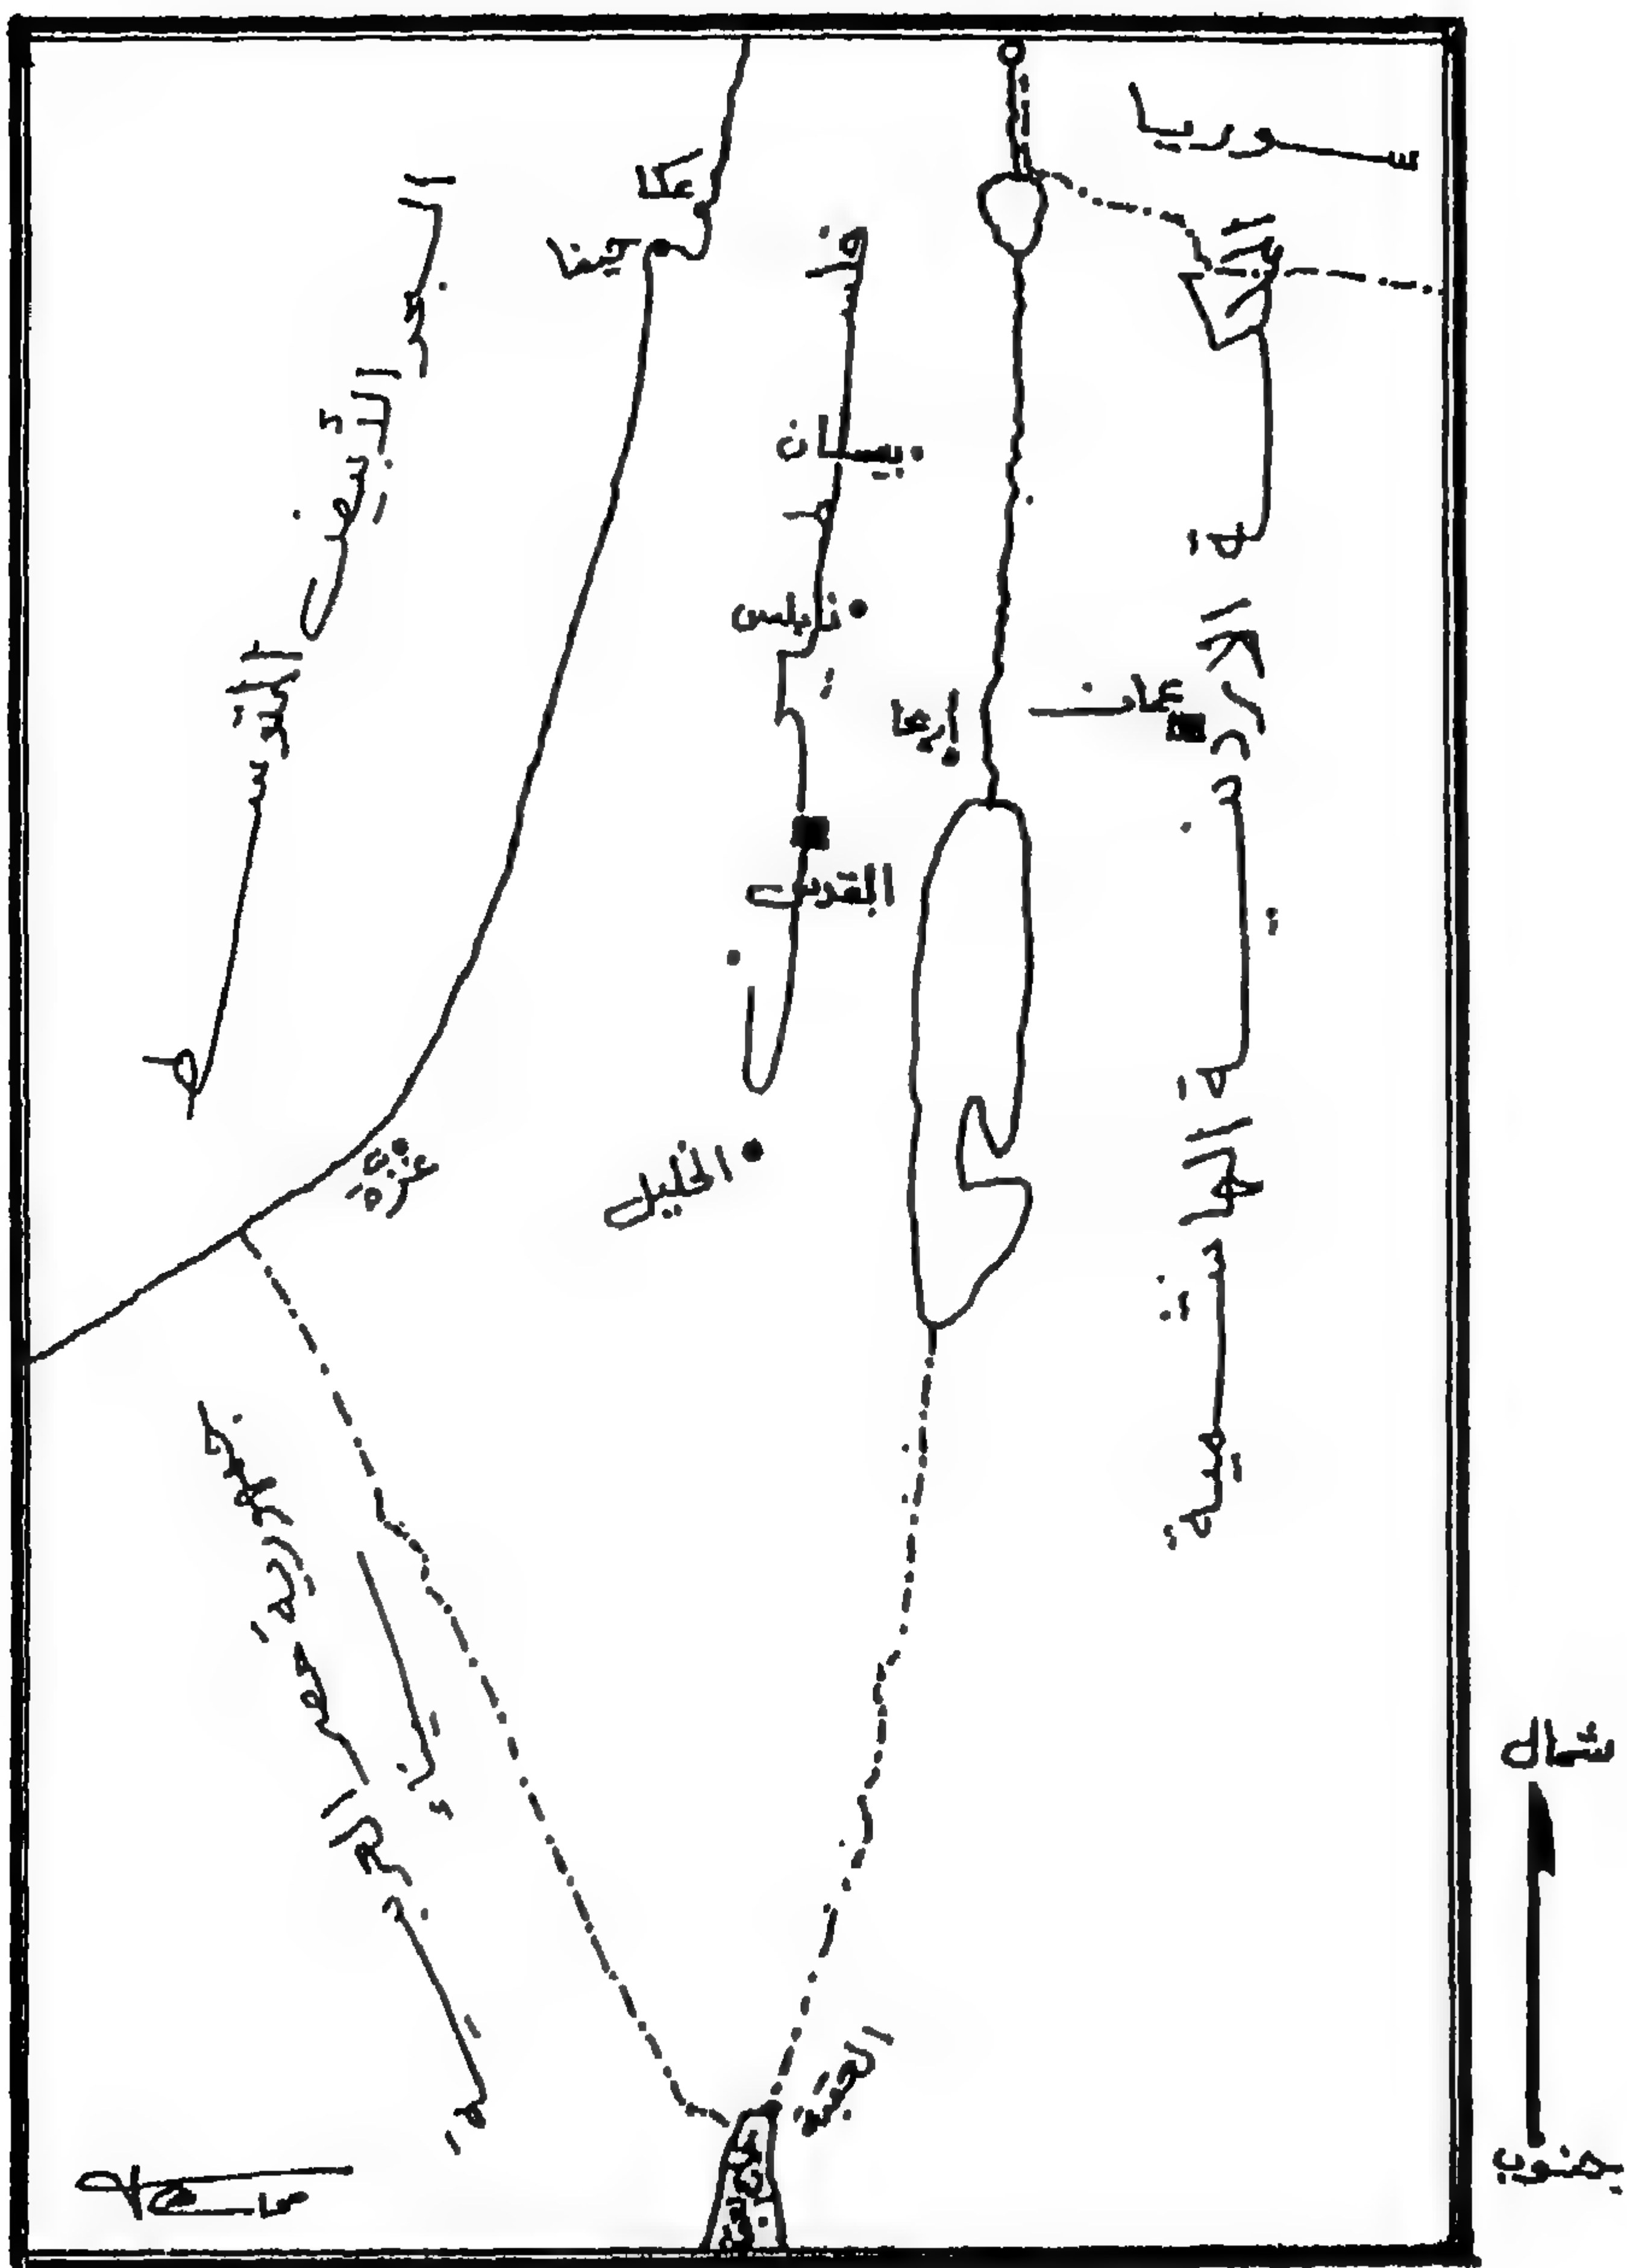 سوريا
عكا
حيفا
البحر الأبيض المتوسط
فلسطين
بيسان
نابلس
عمان
أريحا
القدس
المملكة الأردنية الهاشمية
غزة
الخليل
جمهورية مصر العربية
العقبة
شمال
جنوب